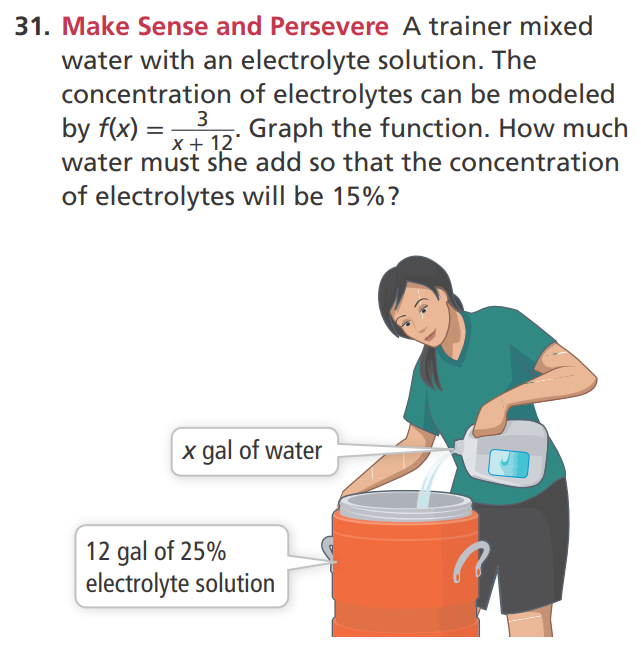 31. Make Sense and Persevere A trainer mixed
water with an electrolyte solution. The
concentration of electrolytes can be modeled
by f(x) = 3/(x + 12). Graph the function. How much
water must she add so that the concentration
of electrolytes will be 15%?
x gal of water
12 gal of 25%
electrolyte solution